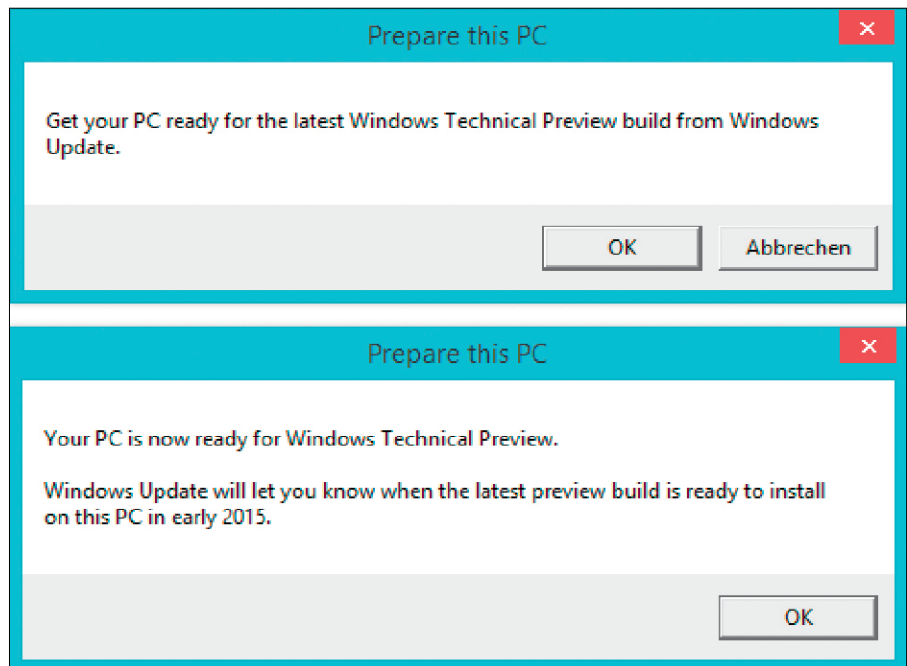 Prepare this PC
Get your PC ready for the latest Windows Technical Preview build from Windows
Update.
OK
Abbrechen
Prepare this PC
Your PC is now ready for Windows Technical Preview.
Windows Update will let you know when the latest preview build is ready to install
on this PC in early 2015.
OK